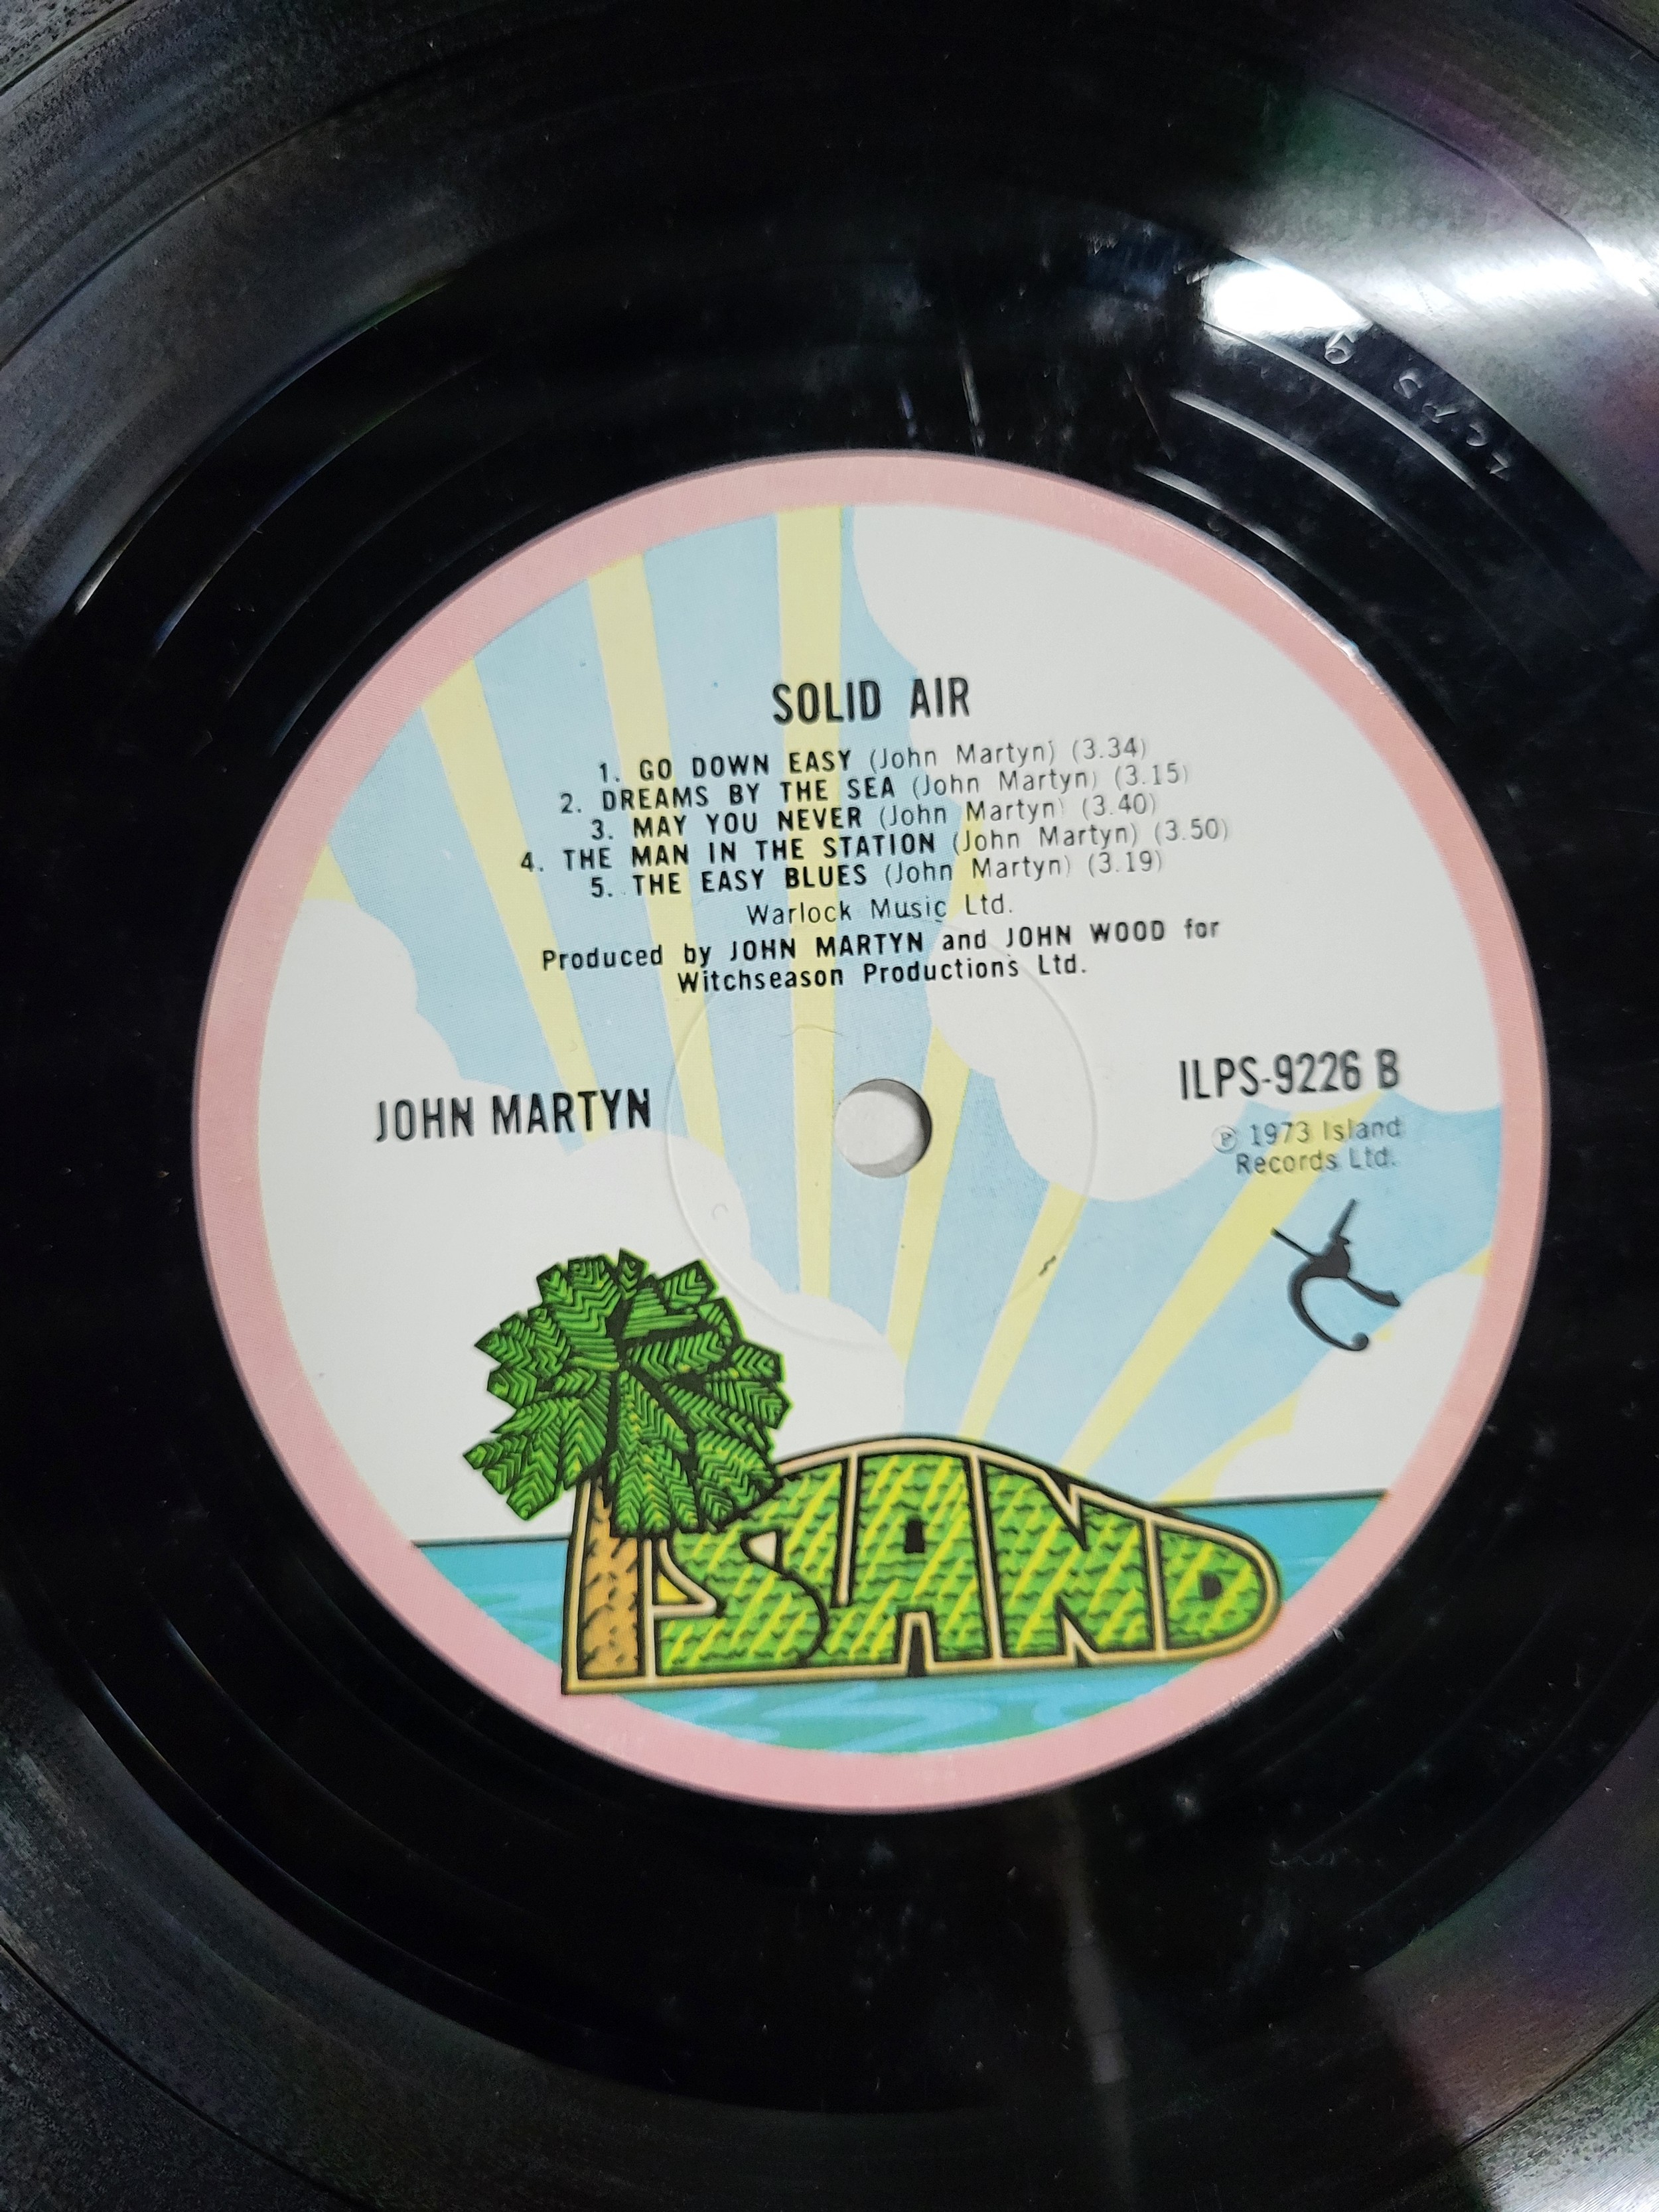 SOLID AIR
1. GO DOWN EASY (John Martyn) (3.34)
2. DREAMS BY THE SEA (John Martyn) (3.15)
3. MAY YOU NEVER (John Martyn) (3.40)
4. THE MAN IN THE STATION (John Martyn) (3.50)
5. THE EASY BLUES (John Martyn) (3.19)
Warlock Music Ltd.
Produced by JOHN MARTYN and JOHN WOOD for
Witchseason Productions Ltd.
JOHN MARTYN
ILPS-9226 B
℗ 1973 Island
Records Ltd.
ISLAND